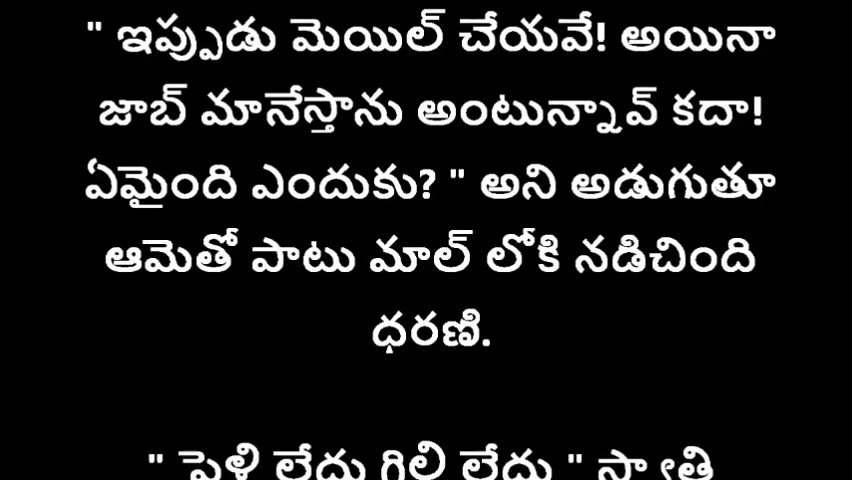 " ఇప్పుడు మెయిల్ చేయవే! అయినా
జాబ్ మానేస్తాను అంటున్నావ్ కదా!
ఏమైంది ఎందుకు? " అని అడుగుతూ
ఆమెతో పాటు మాల్ లోకి నడిచింది
ధరణి.
" పెళ్లి లేదు గిల్లి లేదు " స్వాతి